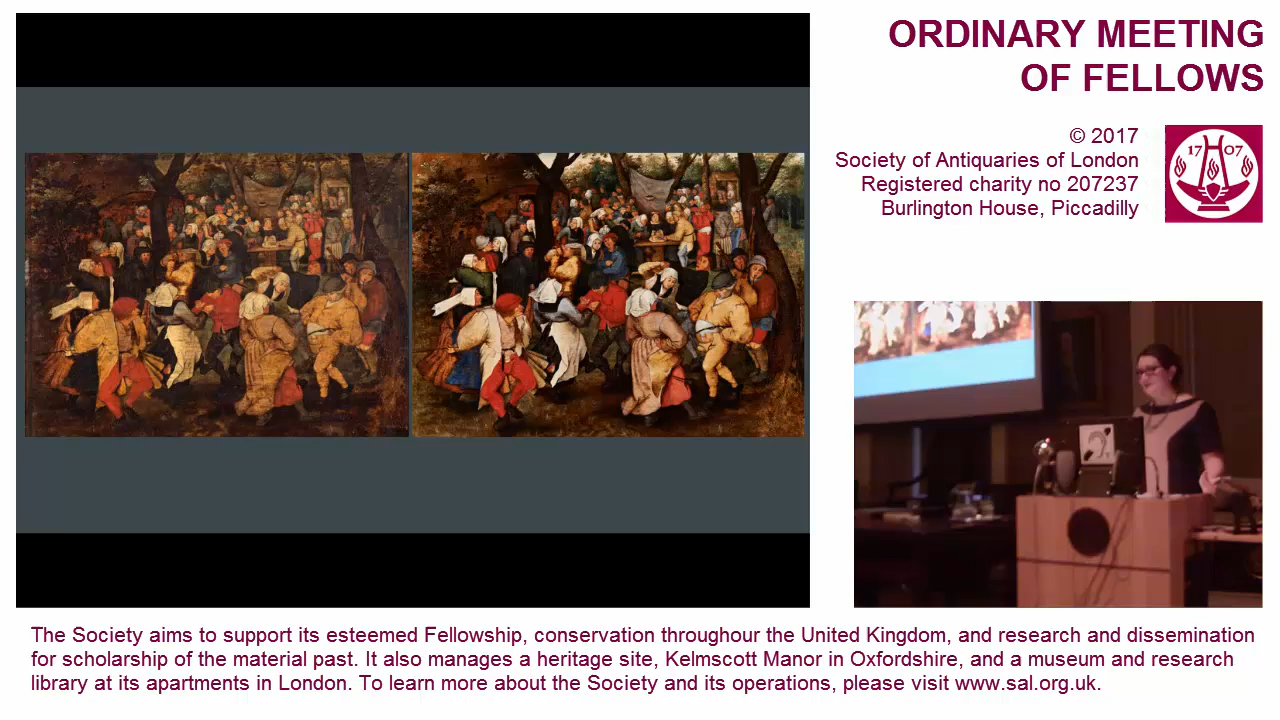 ORDINARY MEETING
OF FELLOWS
© 2017
Society of Antiquaries of London
Registered charity no 207237
Burlington House, Piccadilly
17 07
The Society aims to support its esteemed Fellowship, conservation throughour the United Kingdom, and research and dissemination
for scholarship of the material past. It also manages a heritage site, Kelmscott Manor in Oxfordshire, and a museum and research
library at its apartments in London. To learn more about the Society and its operations, please visit www.sal.org.uk.